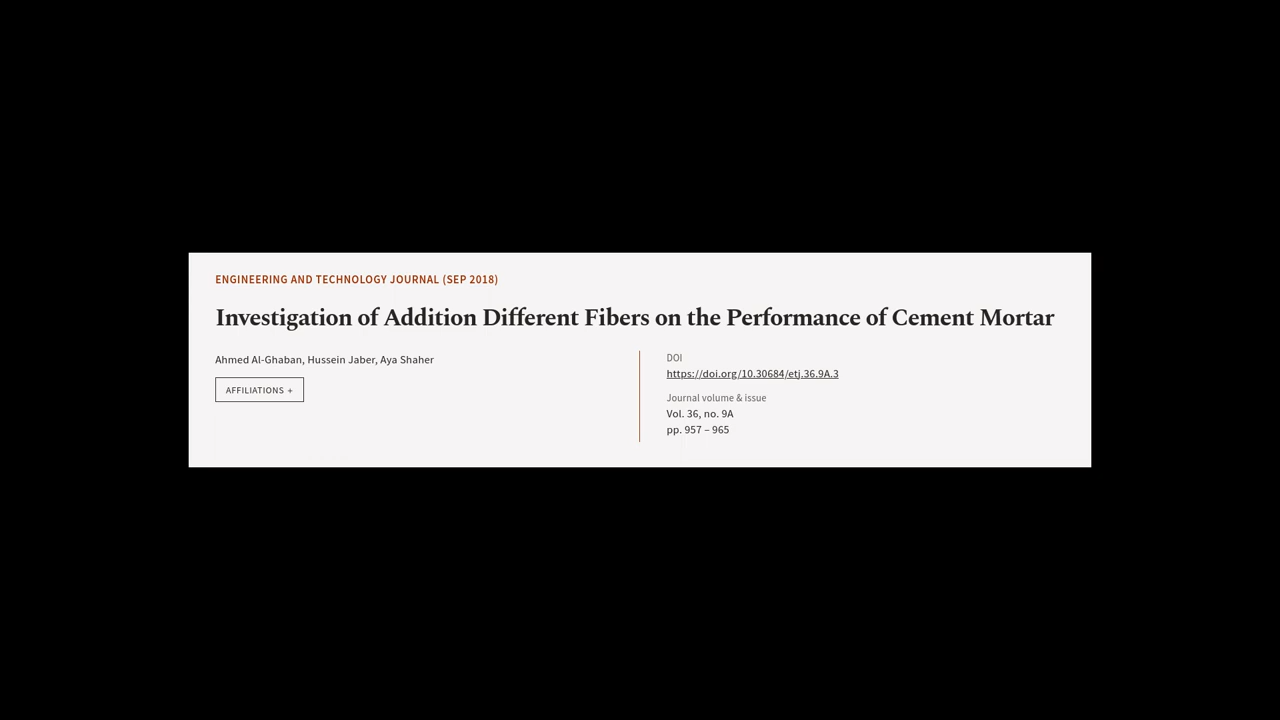 ENGINEERING AND TECHNOLOGY JOURNAL (SEP 2018)
Investigation of Addition Different Fibers on the Performance of Cement Mortar
Ahmed Al-Ghaban, Hussein Jaber, Aya Shaher
AFFILIATIONS +
DOI
https://doi.org/10.30684/etj.36.9A.3
Journal volume & issue
Vol. 36, no. 9A
pp. 957 – 965